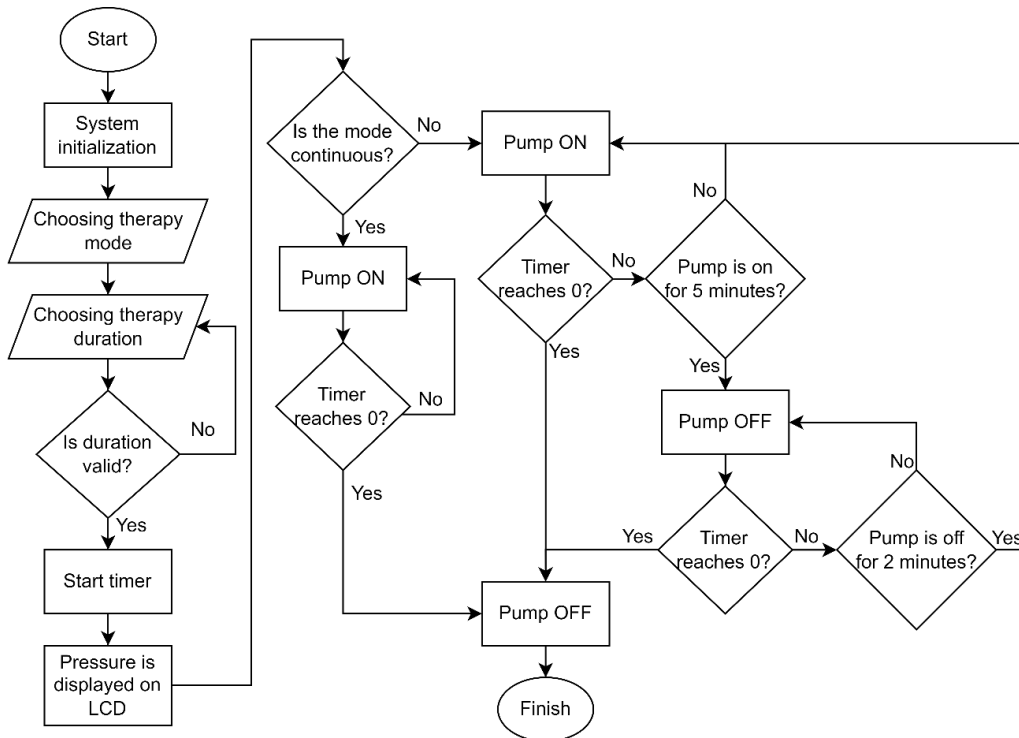 Start
System
initialization
Choosing therapy
mode
Choosing therapy
duration
Is duration
valid?
No
Yes
Start timer
Pressure is
displayed on
LCD
Is the mode
continuous?
No
Yes
Pump ON
Timer
reaches 0?
No
Yes
Pump ON
Timer
reaches 0?
No
Yes
Pump is on
for 5 minutes?
No
Yes
Pump OFF
Timer
reaches 0?
Yes
No
Pump is off
for 2 minutes?
No
Yes
Pump OFF
Finish